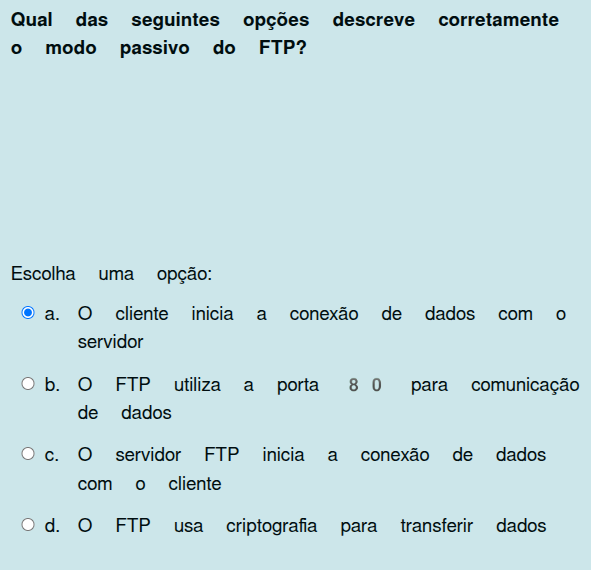 Qual das seguintes opções descreve corretamente
o modo passivo do FTP?
Escolha uma opção:
a. O cliente inicia a conexão de dados com o
servidor
b. O FTP utiliza a porta 80 para comunicação
de dados
c. O servidor FTP inicia a conexão de dados
com o cliente
d. O FTP usa criptografia para transferir dados